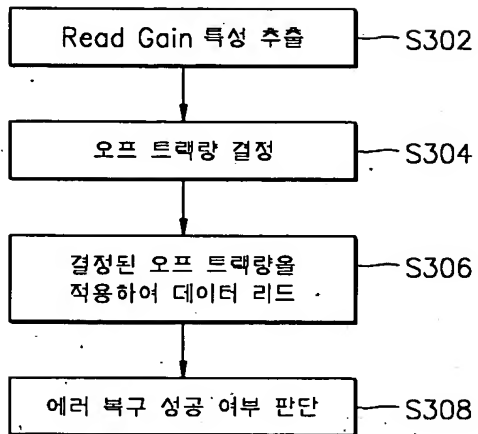 Read Gain 특성 추출 S302
오프 트랙량 결정 S304
결정된 오프 트랙량을 S306
적용하여 데이터 리드
에러 복구 성공 여부 판단 S308